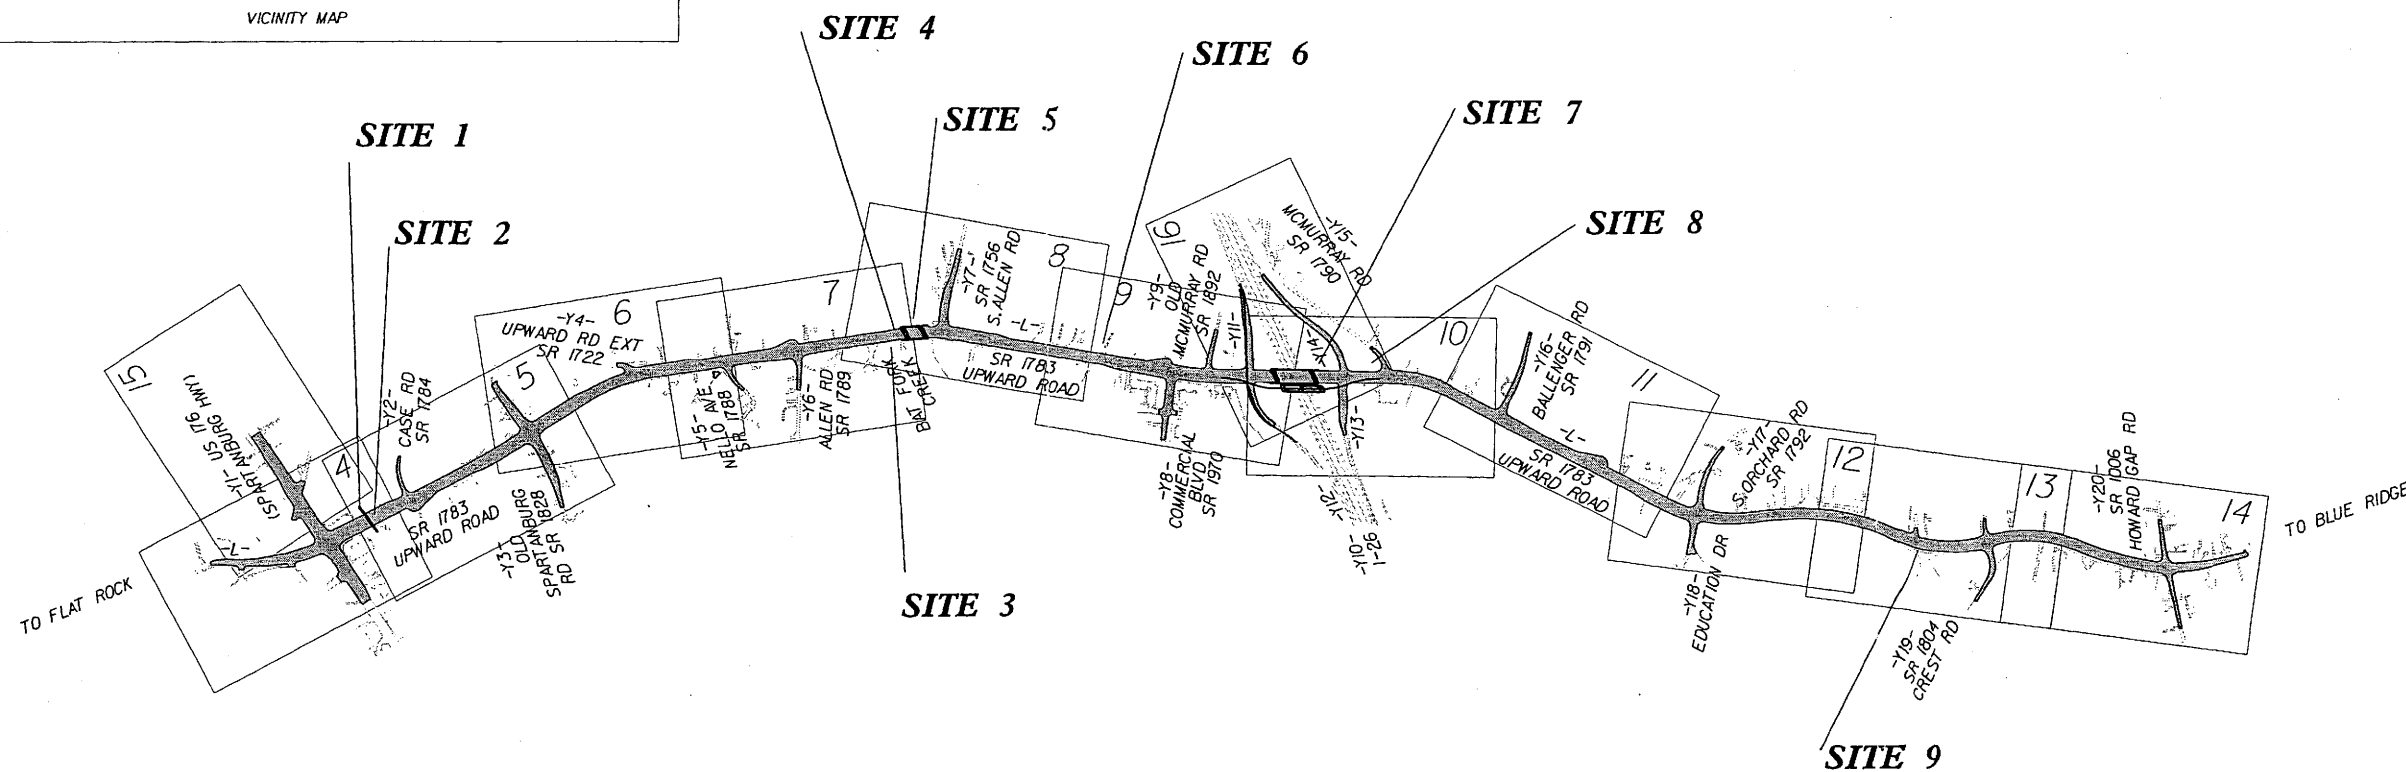 VICINITY MAP
SITE 4
SITE 6
SITE 5
SITE 7
SITE 1
SITE 2
SITE 8
SITE 3
SITE 9
TO FLAT ROCK
TO BLUE RIDGE
15
-Y1- US 176
(SPARTANBURG HWY)
-L-
4
-Y2-
CASE RD
SR 1784
SR 1783
UPWARD ROAD
5
-Y3-
OLD
SPARTANBURG
RD SR 1828
6
-Y4-
UPWARD RD EXT
SR 1722
-Y5-
NELLO AVE
SR 1788
7
-Y6-
ALLEN RD
SR 1789
BAT FORK
CREEK
8
-Y7-
SR 1756
S. ALLEN RD
-L-
SR 1783
UPWARD ROAD
9
-Y8-
COMMERCIAL
BLVD
SR 1970
-Y9-
OLD
MCMURRAY RD
SR 1892
16
-Y11-
-Y15-
MCMURRAY RD
SR 1790
-Y14-
-Y13-
-Y12-
-Y10-
I-26
10
-Y16-
BALLENGER RD
SR 1791
11
-L-
SR 1783
UPWARD ROAD
-Y17-
S.ORCHARD RD
SR 1792
-Y18-
EDUCATION DR
12
-Y19-
SR 1804
CREST RD
13
-Y20-
SR 1006
HOWARD GAP RD
14